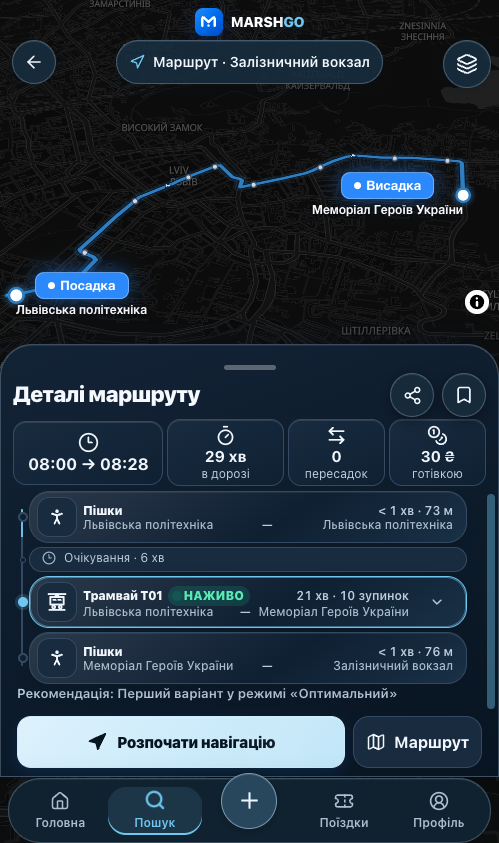 ЗАМАРСТИНІВ
MARSHGO
ZNESINNIA
ЗНЕСІННЯ
Маршрут · Залізничний вокзал
КАЙЗЕРВАЛЬД
ВИСОКИЙ ЗАМОК
LVIV
ЛЬВІВ
Висадка
Меморіал Героїв України
Посадка
Львівська політехніка
ШТІЛЛЕРІВКА
Деталі маршруту
08:00 → 08:28
29 хв
в дорозі
0
пересадок
30 ₴
готівкою
Пішки
< 1 хв · 73 м
Львівська політехніка — Львівська політехніка
Очікування · 6 хв
Трамвай Т01 НАЖИВО 21 хв · 10 зупинок
Львівська політехніка — Меморіал Героїв України
Пішки
< 1 хв · 76 м
Меморіал Героїв України — Залізничний вокзал
Рекомендація: Перший варіант у режимі «Оптимальний»
Розпочати навігацію
Маршрут
Головна
Пошук
Поїздки
Профіль